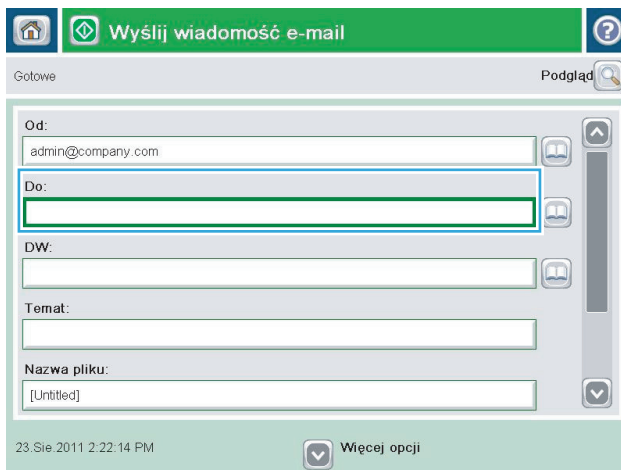 Wyślij wiadomość e-mail
Gotowe
Podgląd
Od:
admin@company.com
Do:
DW:
Temat:
Nazwa pliku:
[Untitled]
23.Sie.2011 2:22:14 PM
Więcej opcji